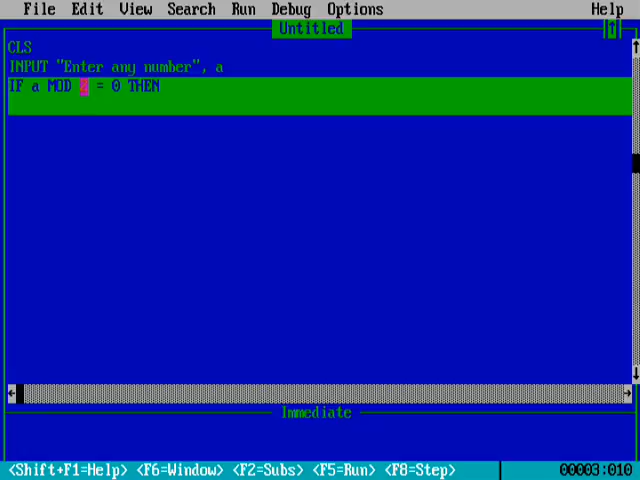 File Edit View Search Run Debug Options Help
Untitled
CLS
INPUT "Enter any number", a
IF a MOD = 0 THEN
Immediate
<Shift+F1=Help> <F6=Window> <F2=Subs> <F5=Run> <F8=Step> 00003:010